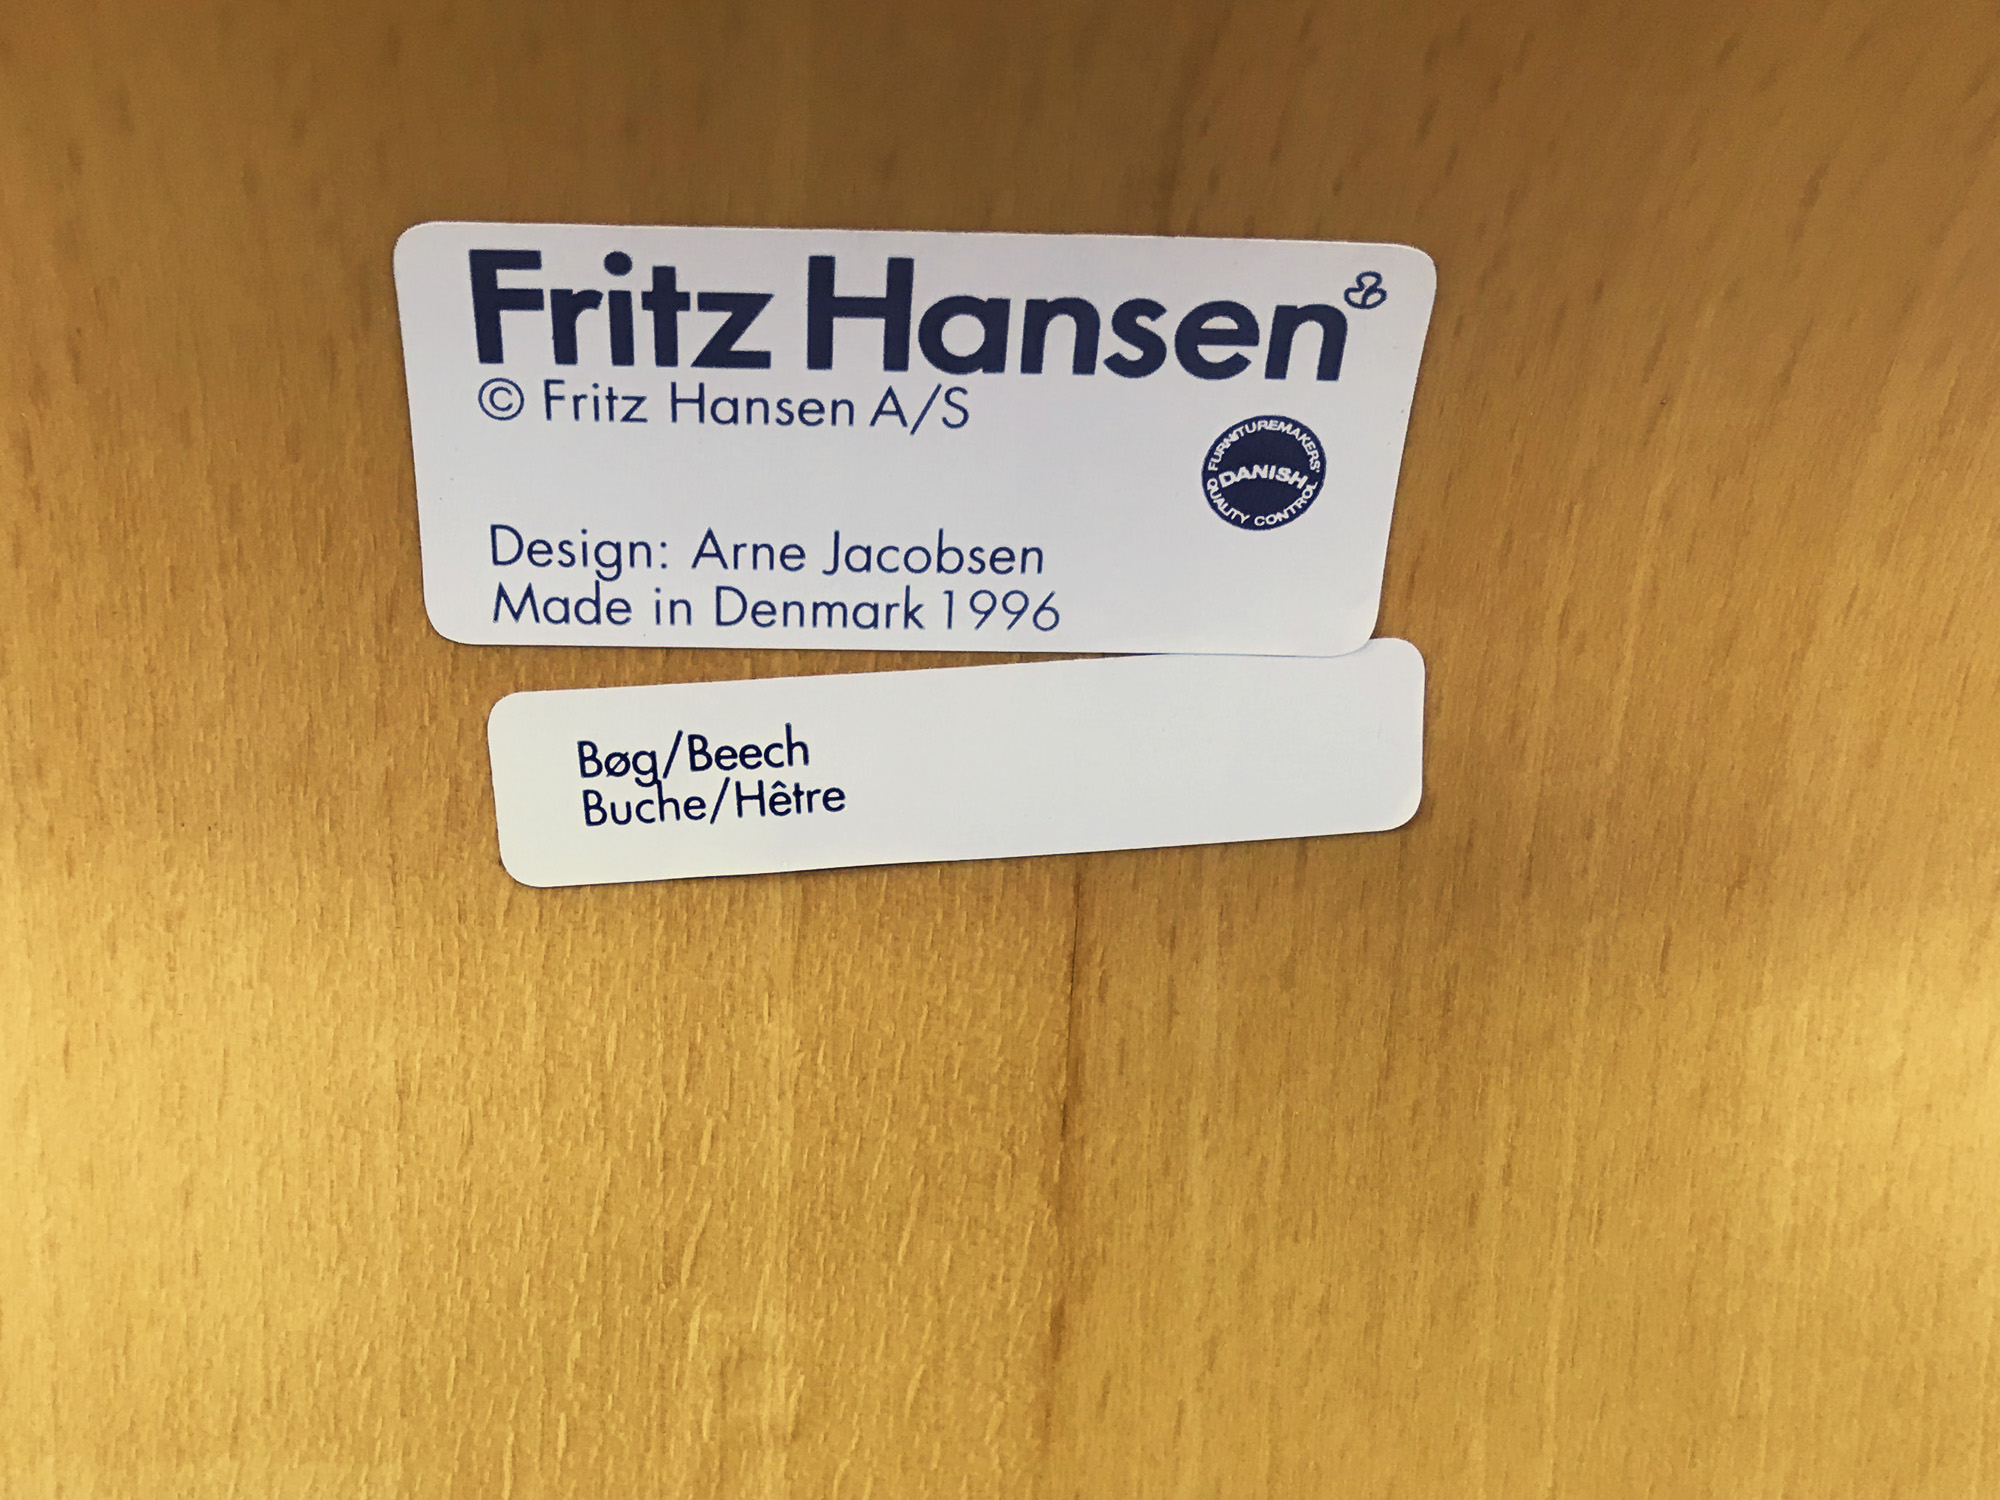 Fritz Hansen
© Fritz Hansen A/S
FURNITUREMAKERS'
DANISH
QUALITY CONTROL
Design: Arne Jacobsen
Made in Denmark 1996
Bøg/Beech
Buche/Hêtre